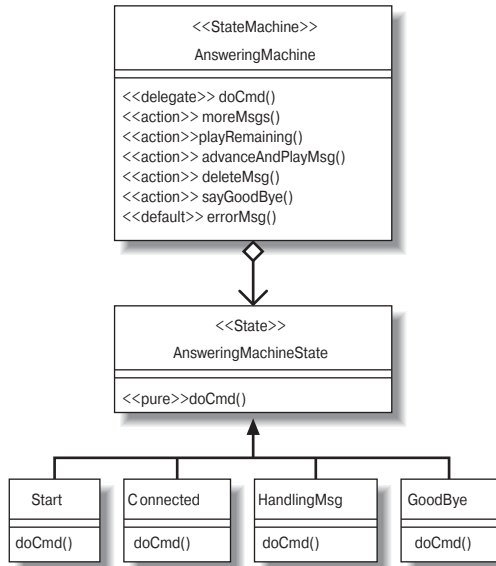 <<StateMachine>>
AnsweringMachine
<<delegate>> doCmd()
<<action>> moreMsgs()
<<action>>playRemaining()
<<action>> advanceAndPlayMsg()
<<action>> deleteMsg()
<<action>> sayGoodBye()
<<default>> errorMsg()
<<State>>
AnsweringMachineState
<<pure>>doCmd()
Start
Connected
HandlingMsg
GoodBye
doCmd()
doCmd()
doCmd()
doCmd()